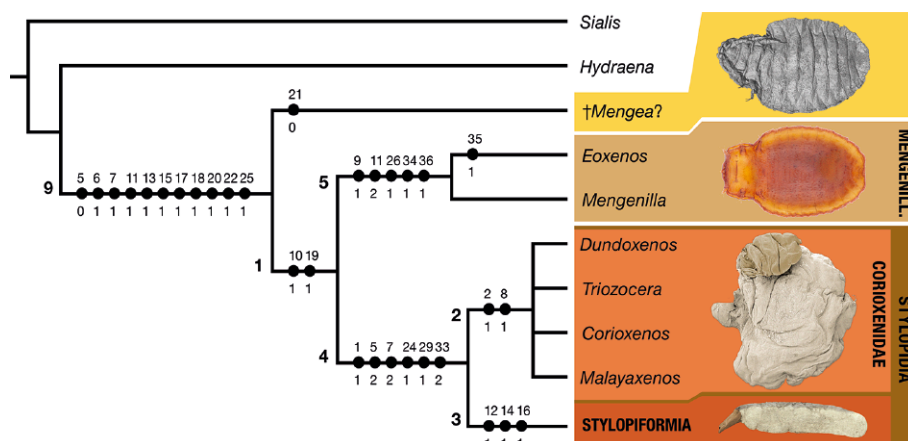 Sialis
Hydraena
21
0
†Mengea?
35
1
Eoxenos
9 11 26 34 36
5
1 2 1 1 1
Mengenilla
MENGENILL.
5 6 7 11 13 15 17 18 20 22 25
9
0 1 1 1 1 1 1 1 1 1 1
10 19
1
1 1
Dundoxenos
2 8
2
1 1
Triozocera
Corioxenos
1 5 7 24 29 33
4
1 2 2 1 1 2
Malayaxenos
CORIOXENIDAE
STYLOPIDIA
12 14 16
3
STYLOPIFORMIA
1 1 1